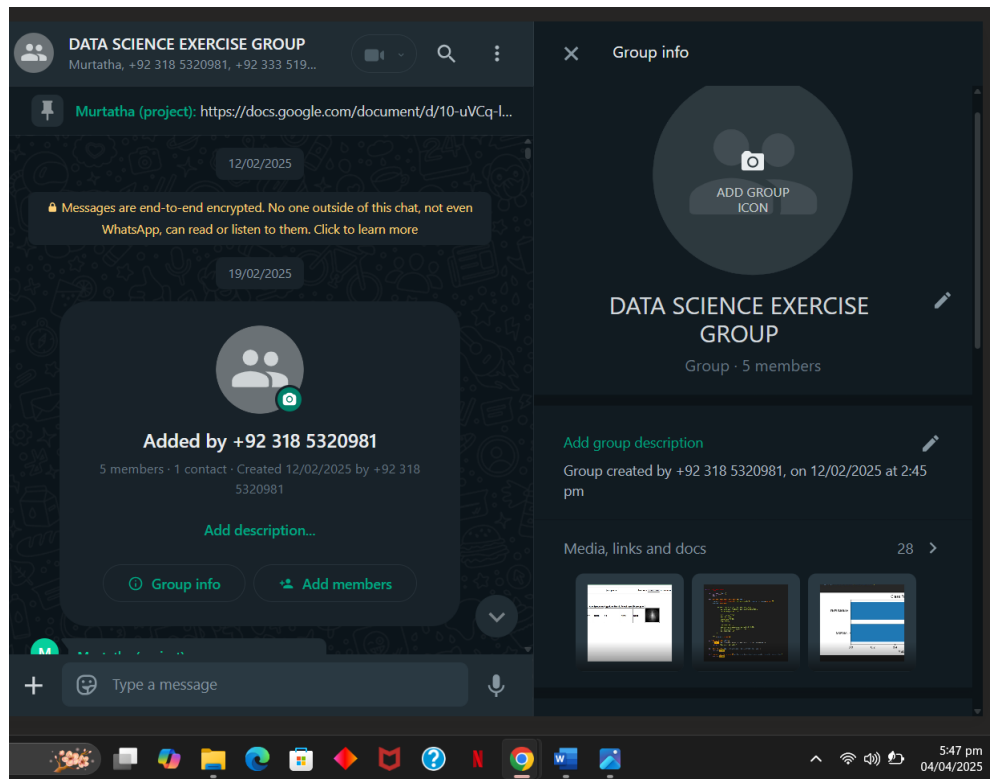 DATA SCIENCE EXERCISE GROUP
Murtatha, +92 318 5320981, +92 333 519...
Murtatha (project): https://docs.google.com/document/d/10-uVCq-l...
12/02/2025
Messages are end-to-end encrypted. No one outside of this chat, not even
WhatsApp, can read or listen to them. Click to learn more
19/02/2025
Added by +92 318 5320981
5 members · 1 contact · Created 12/02/2025 by +92 318
5320981
Add description...
Group info
Add members
M
Type a message
Group info
ADD GROUP
ICON
DATA SCIENCE EXERCISE
GROUP
Group · 5 members
Add group description
Group created by +92 318 5320981, on 12/02/2025 at 2:45
pm
Media, links and docs
28
5:47 pm
04/04/2025